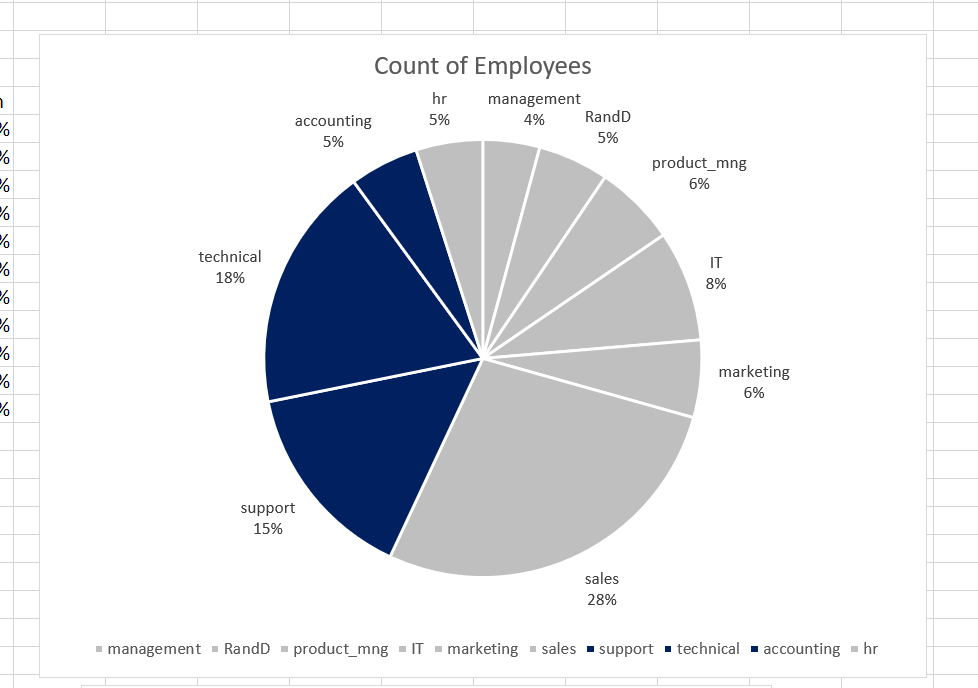 Count of Employees
hr
5%
management
4%
RandD
5%
accounting
5%
product_mng
6%
technical
18%
IT
8%
marketing
6%
support
15%
sales
28%
management RandD product_mng IT marketing sales support technical accounting hr
%
%
%
%
%
%
%
%
%
%
%